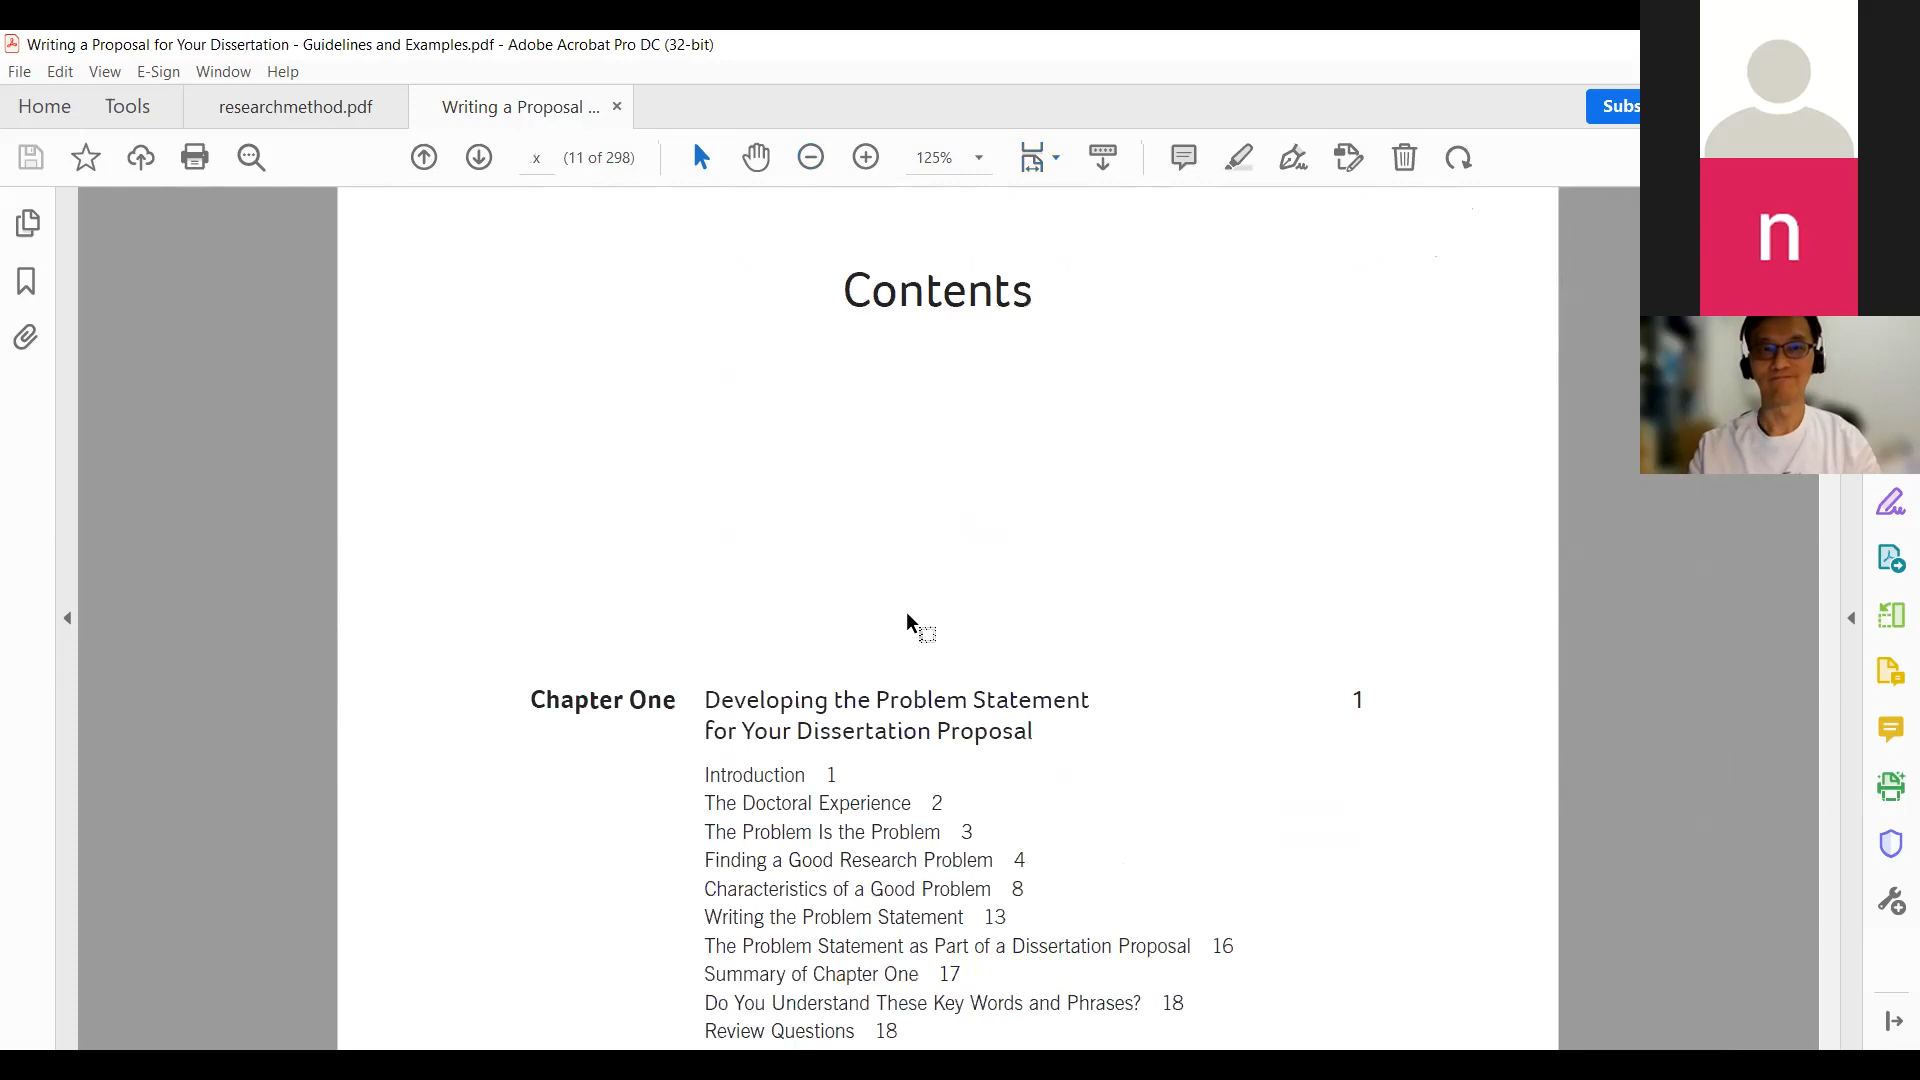 Writing a Proposal for Your Dissertation - Guidelines and Examples.pdf - Adobe Acrobat Pro DC (32-bit)
File Edit View E-Sign Window Help
Home Tools researchmethod.pdf Writing a Proposal ... ×
Subs
x (11 of 298) 125%
n
Contents
Chapter One Developing the Problem Statement 1
for Your Dissertation Proposal
Introduction 1
The Doctoral Experience 2
The Problem Is the Problem 3
Finding a Good Research Problem 4
Characteristics of a Good Problem 8
Writing the Problem Statement 13
The Problem Statement as Part of a Dissertation Proposal 16
Summary of Chapter One 17
Do You Understand These Key Words and Phrases? 18
Review Questions 18